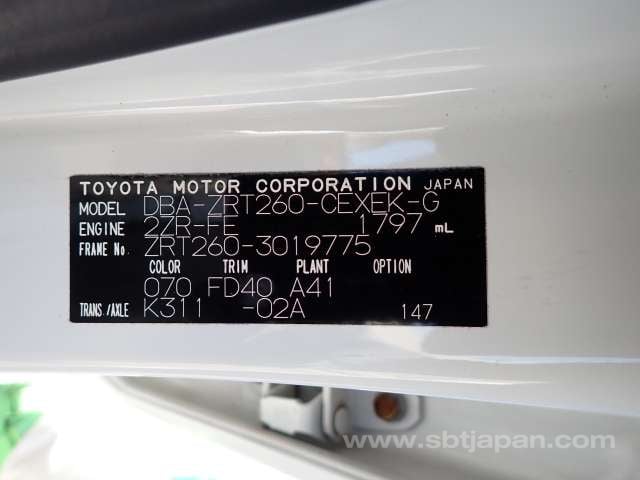 TOYOTA MOTOR CORPORATION JAPAN
MODEL DBA-ZRT260-CEXEK-G
ENGINE 2ZR-FE 1797 mL
FRAME No. ZRT260-3019775
COLOR TRIM PLANT OPTION
070 FD40 A41
TRANS./AXLE K311 -02A 147
www.sbtjapan.com